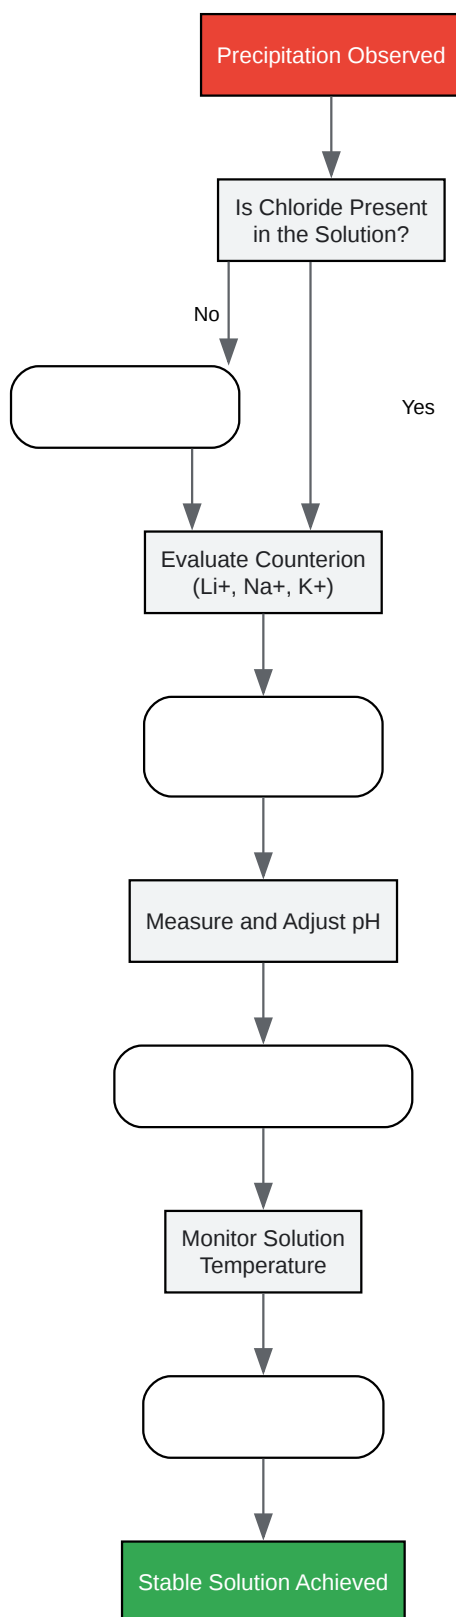 Precipitation Observed
Is Chloride Present
in the Solution?
No
Yes
Evaluate Counterion
(Li+, Na+, K+)
Measure and Adjust pH
Monitor Solution
Temperature
Stable Solution Achieved